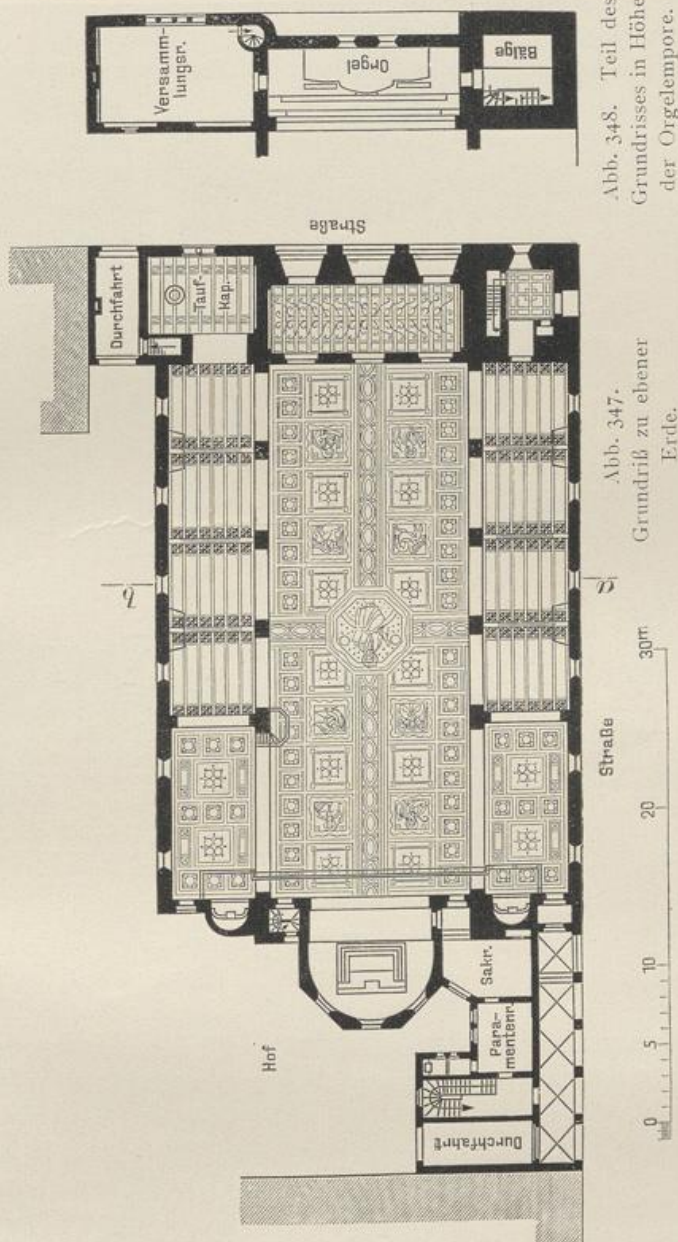 Versamm-
lungsr.
Orgel
Bälge
Abb. 348. Teil des
Grundrisses in Höhe
der Orgelempore.
Straße
Durchfahrt
Tauf-
Kap.
b
a
Hof
Sakr.
Para-
mentenr.
Durchfahrt
Straße
0 5 10 20 30m
Abb. 347.
Grundriß zu ebener
Erde.